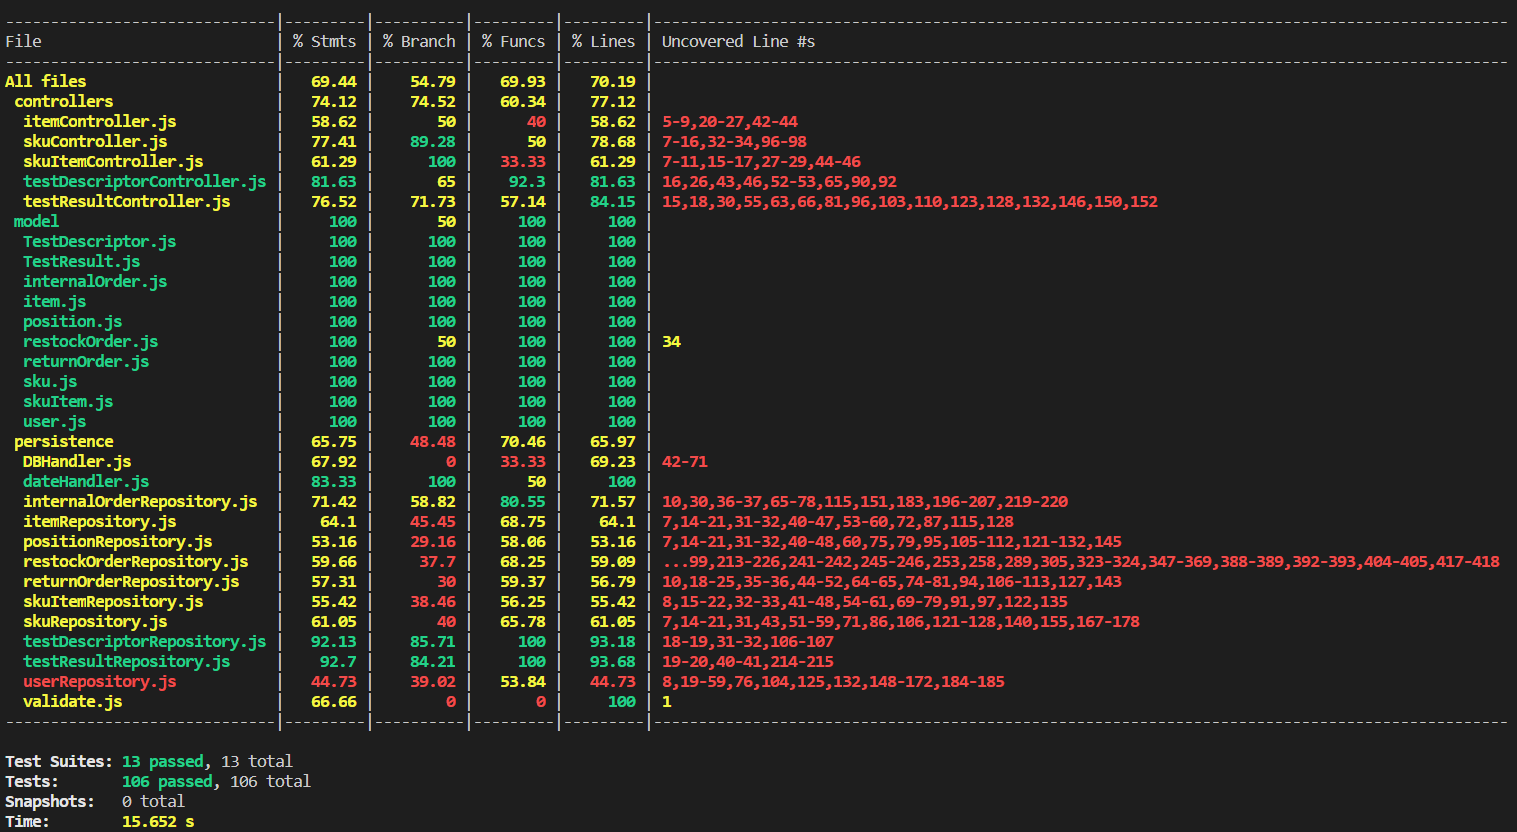 -----------------------------|---------|----------|---------|---------|----------------------------------------------------------------------------------------------
File                         | % Stmts | % Branch | % Funcs | % Lines | Uncovered Line #s
-----------------------------|---------|----------|---------|---------|----------------------------------------------------------------------------------------------
All files                    |   69.44 |    54.79 |   69.93 |   70.19 |
 controllers                 |   74.12 |    74.52 |   60.34 |   77.12 |
  itemController.js          |   58.62 |       50 |      40 |   58.62 | 5-9,20-27,42-44
  skuController.js           |   77.41 |    89.28 |      50 |   78.68 | 7-16,32-34,96-98
  skuItemController.js       |   61.29 |      100 |   33.33 |   61.29 | 7-11,15-17,27-29,44-46
  testDescriptorController.js |   81.63 |       65 |    92.3 |   81.63 | 16,26,43,46,52-53,65,90,92
  testResultController.js    |   76.52 |    71.73 |   57.14 |   84.15 | 15,18,30,55,63,66,81,96,103,110,123,128,132,146,150,152
 model                       |     100 |       50 |     100 |     100 |
  TestDescriptor.js          |     100 |      100 |     100 |     100 |
  TestResult.js              |     100 |      100 |     100 |     100 |
  internalOrder.js           |     100 |      100 |     100 |     100 |
  item.js                    |     100 |      100 |     100 |     100 |
  position.js                |     100 |      100 |     100 |     100 |
  restockOrder.js            |     100 |       50 |     100 |     100 | 34
  returnOrder.js             |     100 |      100 |     100 |     100 |
  sku.js                     |     100 |      100 |     100 |     100 |
  skuItem.js                 |     100 |      100 |     100 |     100 |
  user.js                    |     100 |      100 |     100 |     100 |
 persistence                 |   65.75 |    48.48 |   70.46 |   65.97 |
  DBHandler.js               |   67.92 |        0 |   33.33 |   69.23 | 42-71
  dateHandler.js             |   83.33 |      100 |      50 |     100 |
  internalOrderRepository.js |   71.42 |    58.82 |   80.55 |   71.57 | 10,30,36-37,65-78,115,151,183,196-207,219-220
  itemRepository.js          |    64.1 |    45.45 |   68.75 |    64.1 | 7,14-21,31-32,40-47,53-60,72,87,115,128
  positionRepository.js      |   53.16 |    29.16 |   58.06 |   53.16 | 7,14-21,31-32,40-48,60,75,79,95,105-112,121-132,145
  restockOrderRepository.js  |   59.66 |     37.7 |   68.25 |   59.09 | ...99,213-226,241-242,245-246,253,258,289,305,323-324,347-369,388-389,392-393,404-405,417-418
  returnOrderRepository.js   |   57.31 |       30 |   59.37 |   56.79 | 10,18-25,35-36,44-52,64-65,74-81,94,106-113,127,143
  skuItemRepository.js       |   55.42 |    38.46 |   56.25 |   55.42 | 8,15-22,32-33,41-48,54-61,69-79,91,97,122,135
  skuRepository.js           |   61.05 |       40 |   65.78 |   61.05 | 7,14-21,31,43,51-59,71,86,106,121-128,140,155,167-178
  testDescriptorRepository.js |   92.13 |    85.71 |     100 |   93.18 | 18-19,31-32,106-107
  testResultRepository.js    |    92.7 |    84.21 |     100 |   93.68 | 19-20,40-41,214-215
  userRepository.js          |   44.73 |    39.02 |   53.84 |   44.73 | 8,19-59,76,104,125,132,148-172,184-185
  validate.js                |   66.66 |        0 |       0 |     100 | 1
-----------------------------|---------|----------|---------|---------|----------------------------------------------------------------------------------------------
Test Suites: 13 passed, 13 total
Tests:       106 passed, 106 total
Snapshots:   0 total
Time:        15.652 s